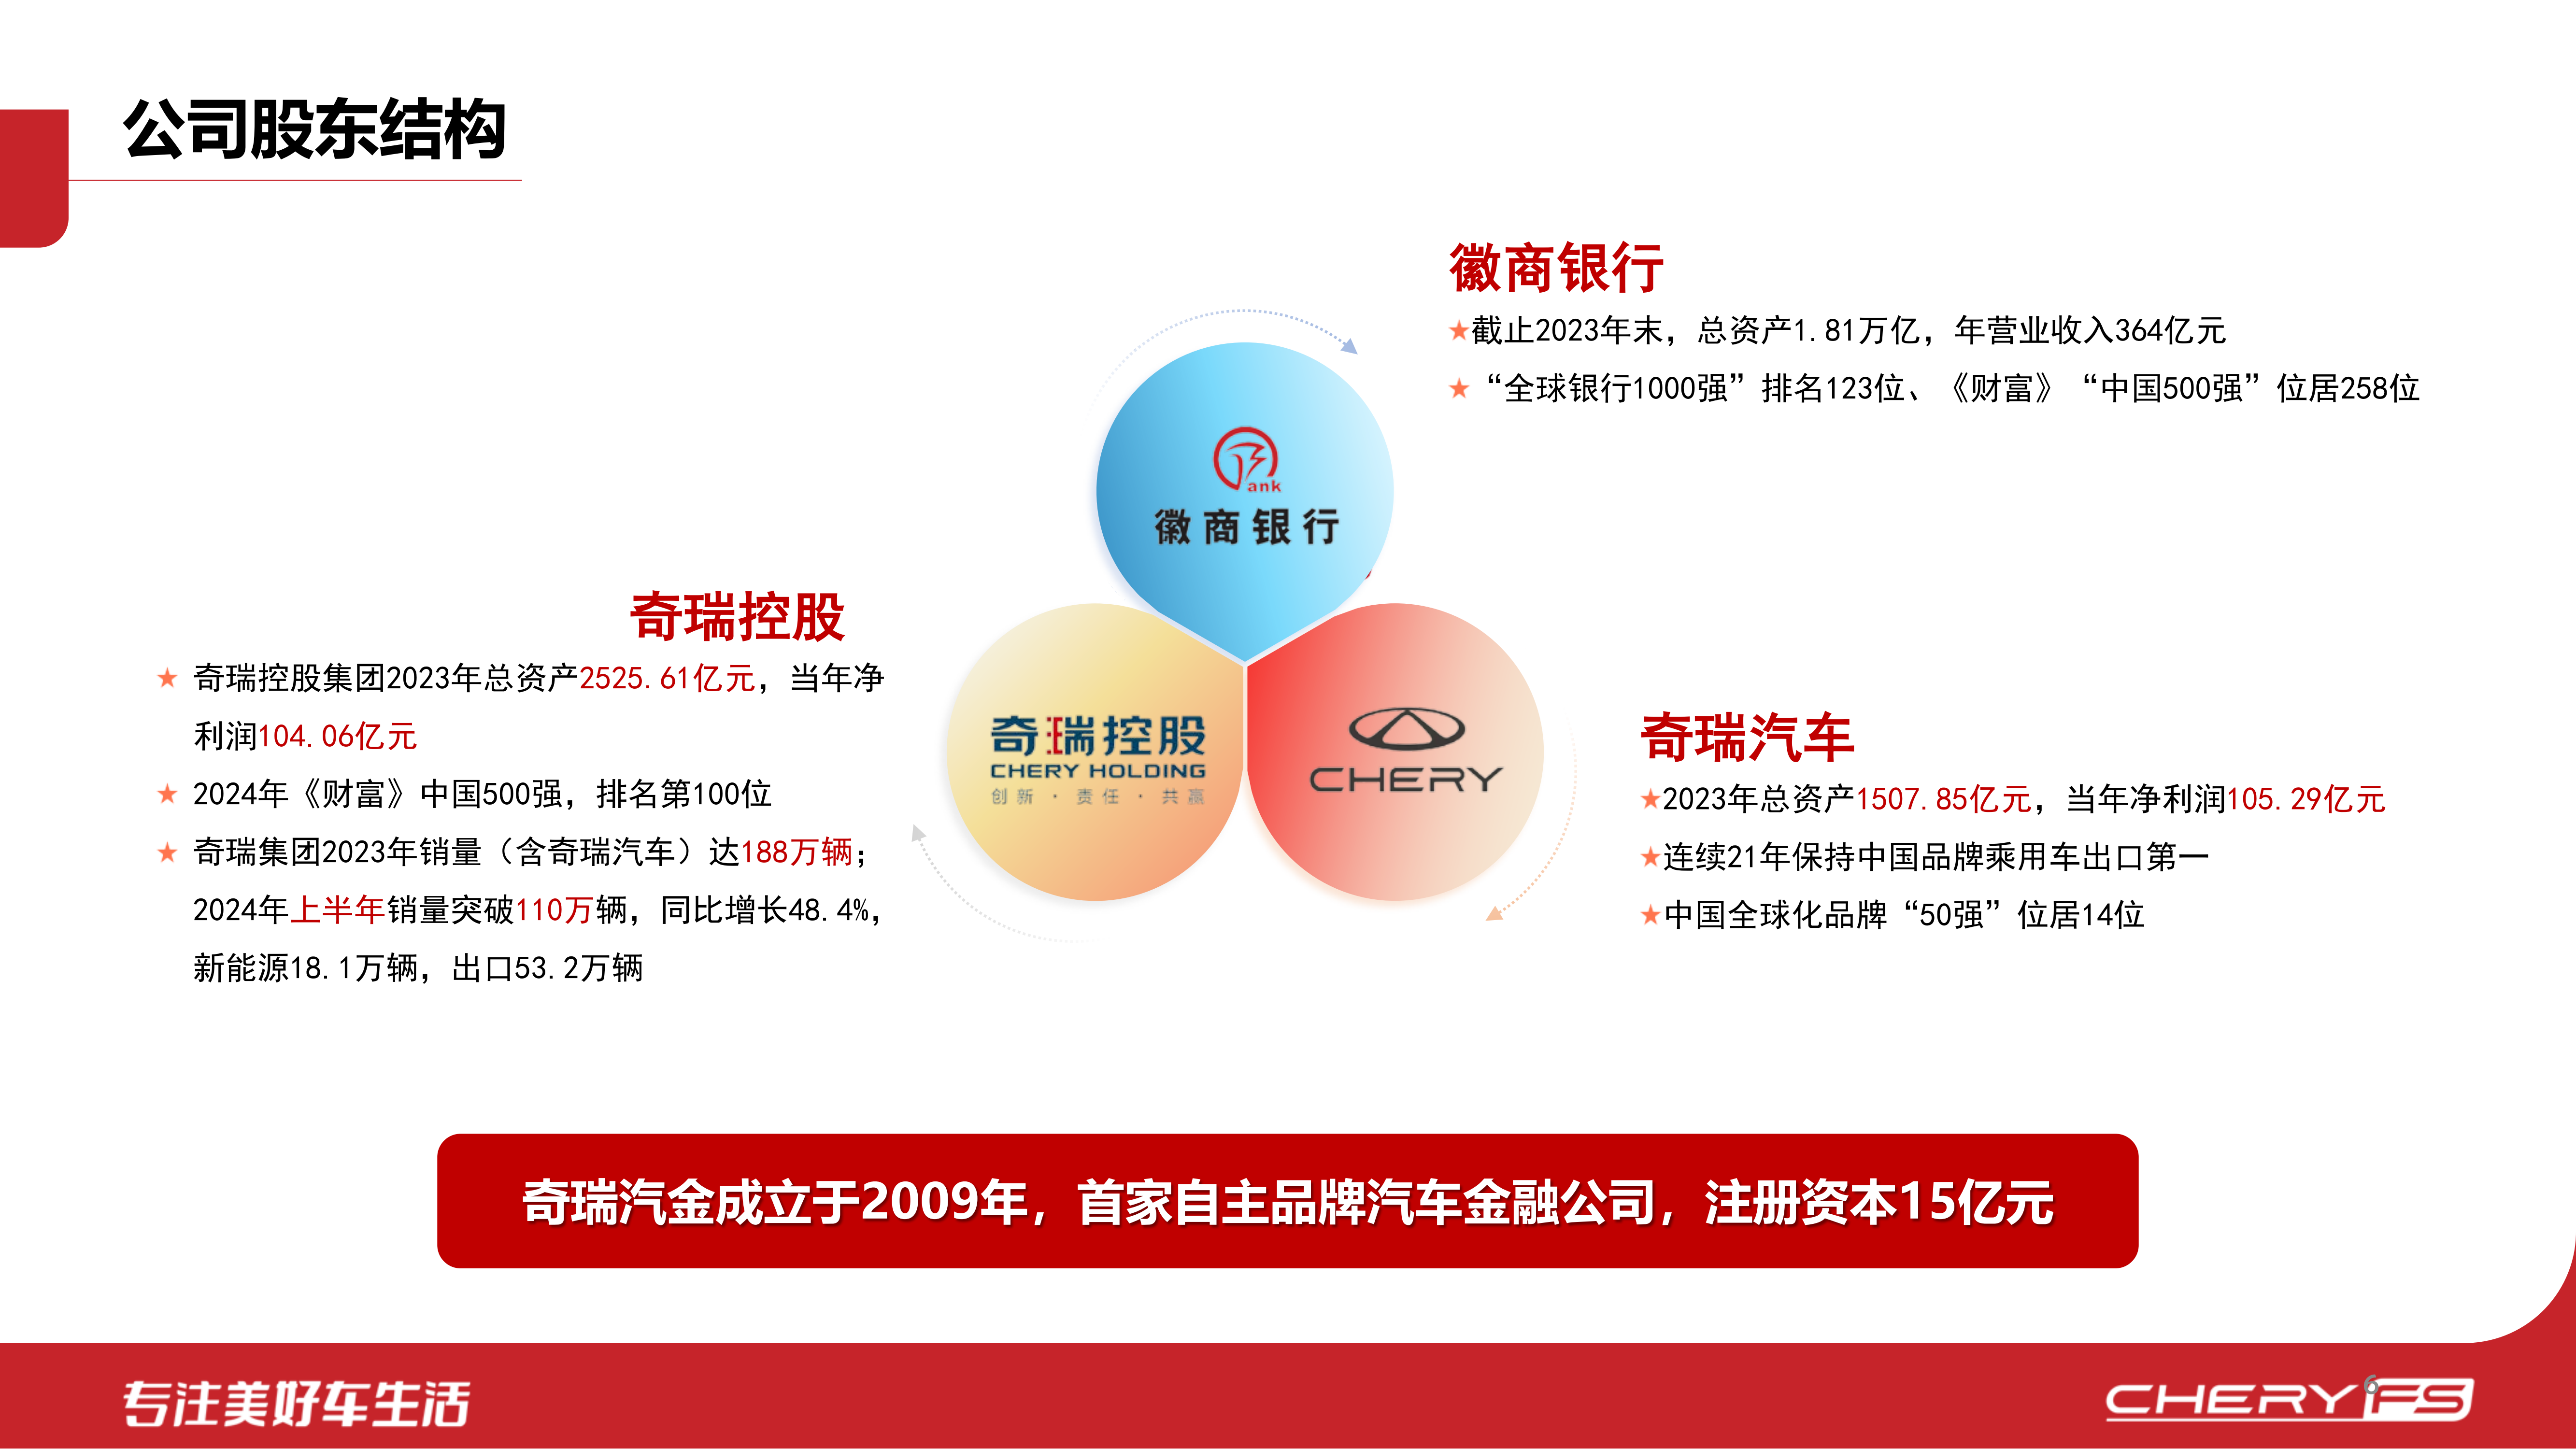 公司股东结构
徽商银行
★截止2023年末，总资产1.81万亿，年营业收入364亿元
★“全球银行1000强”排名123位、《财富》“中国500强”位居258位
ank
徽商银行
奇瑞控股
★ 奇瑞控股集团2023年总资产2525.61亿元，当年净
利润104.06亿元
★ 2024年《财富》中国500强，排名第100位
★ 奇瑞集团2023年销量（含奇瑞汽车）达188万辆；
2024年上半年销量突破110万辆，同比增长48.4%，
新能源18.1万辆，出口53.2万辆
奇瑞控股
CHERY HOLDING
创新·责任·共赢
CHERY
奇瑞汽车
★2023年总资产1507.85亿元，当年净利润105.29亿元
★连续21年保持中国品牌乘用车出口第一
★中国全球化品牌“50强”位居14位
奇瑞汽金成立于2009年，首家自主品牌汽车金融公司，注册资本15亿元
专注美好车生活
CHERY FS
6